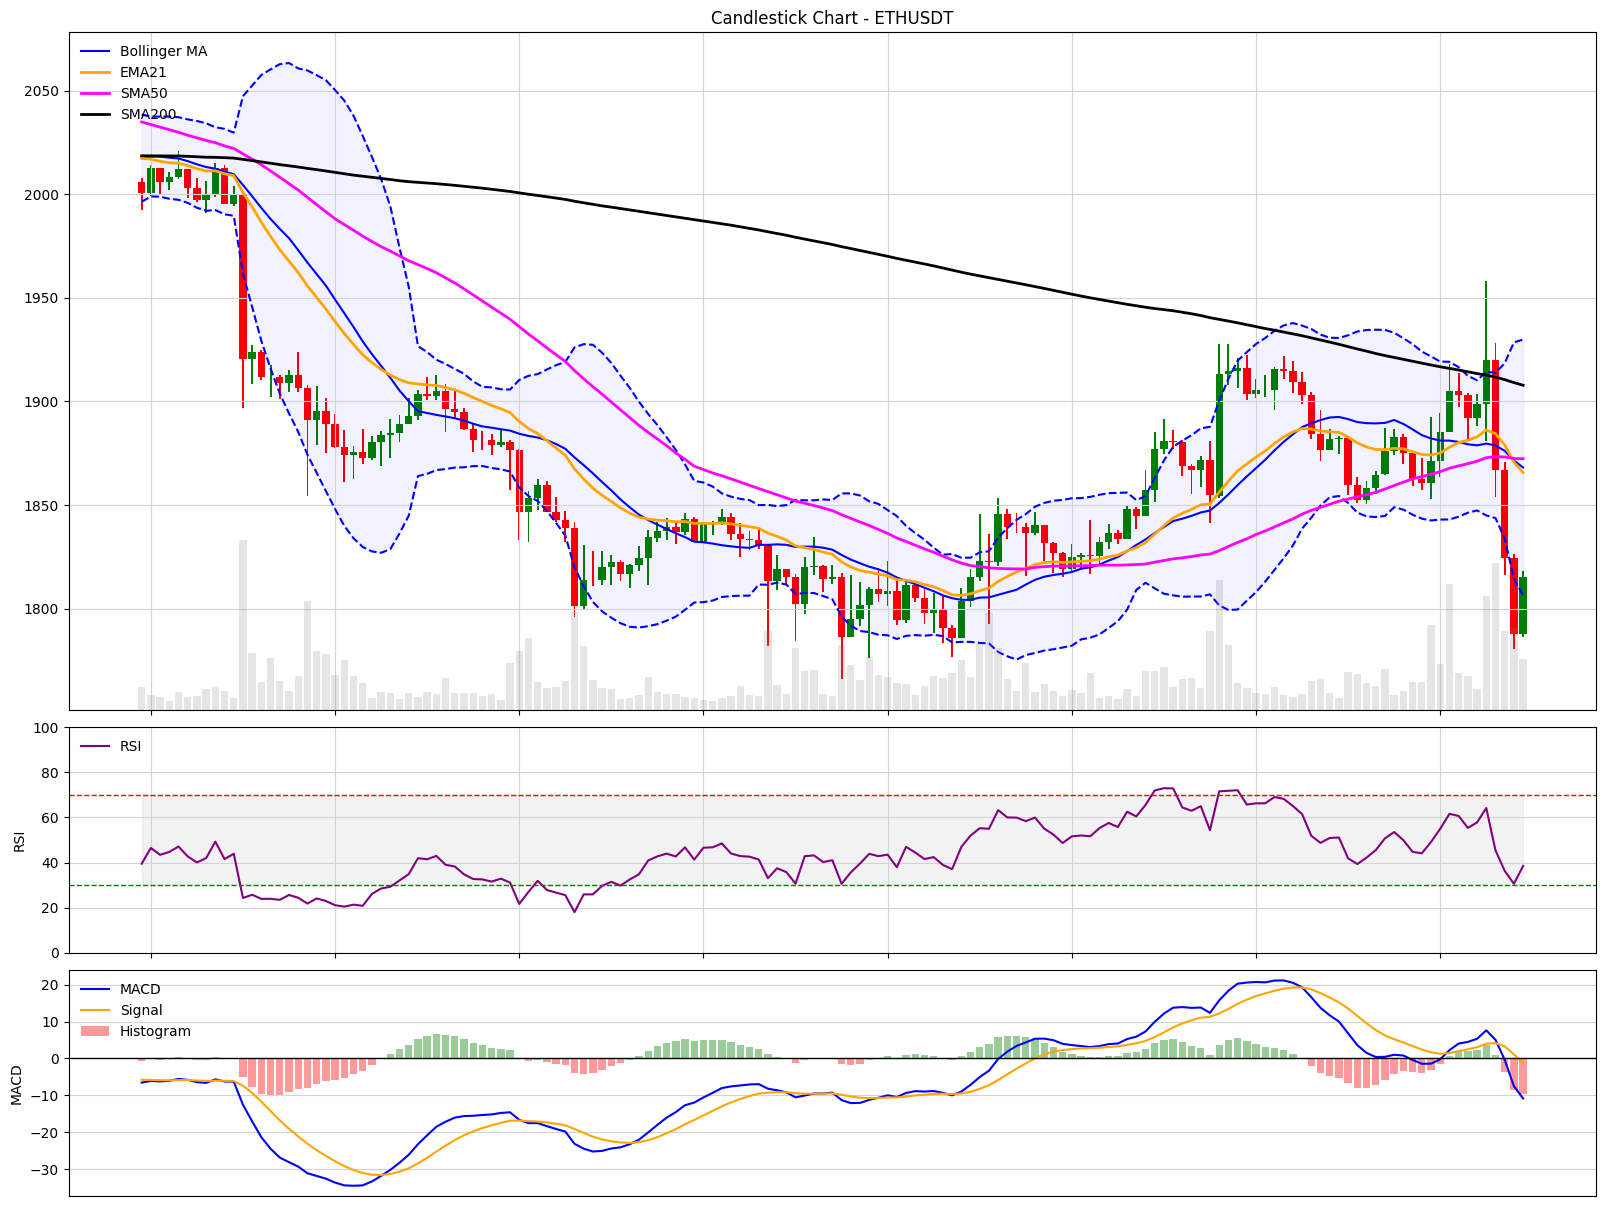 Candlestick Chart - ETHUSDT
Bollinger MA
EMA21
SMA50
SMA200
2050
2000
1950
1900
1850
1800
RSI
100
80
60
40
20
0
RSI
MACD
Signal
Histogram
20
10
0
−10
−20
−30
MACD